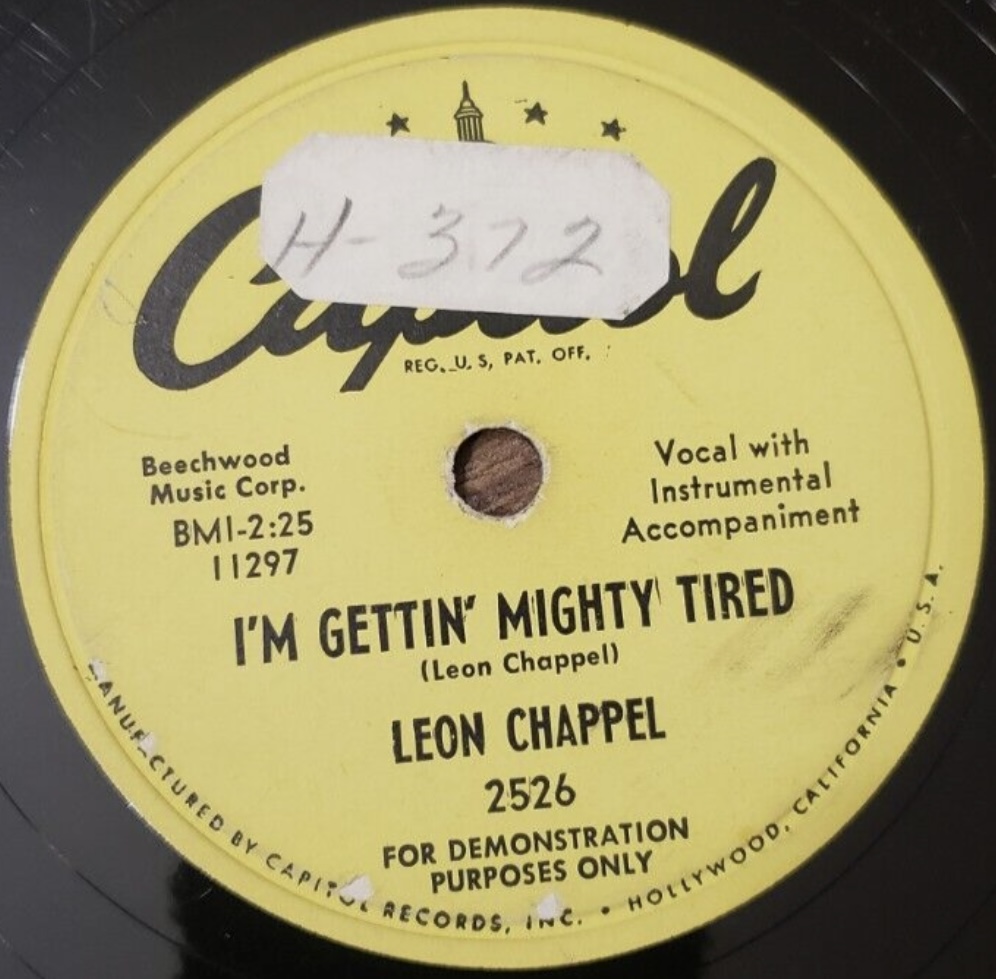 Capitol
H-372
REG. U.S. PAT. OFF.
Beechwood
Music Corp.
BMI-2:25
11297
Vocal with
Instrumental
Accompaniment
I'M GETTIN' MIGHTY TIRED
(Leon Chappel)
LEON CHAPPEL
2526
FOR DEMONSTRATION
PURPOSES ONLY
MANUFACTURED BY CAPITOL RECORDS, INC. • HOLLYWOOD, CALIFORNIA • U.S.A.